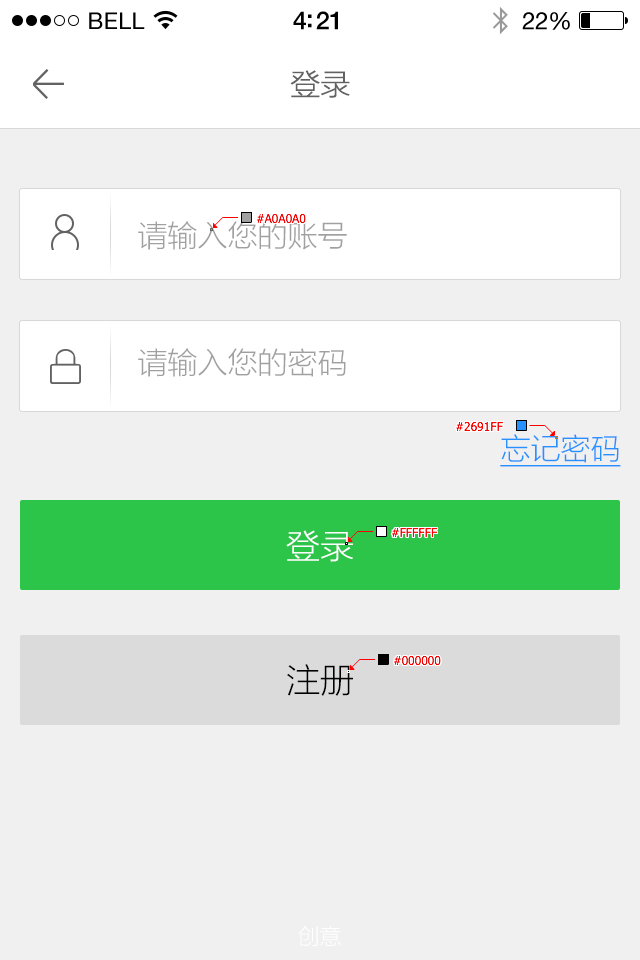 BELL 4:21 22%
登录
#A0A0A0
请输入您的账号
请输入您的密码
#2691FF
忘记密码
登录 #FFFFFF
注册 #000000
创意